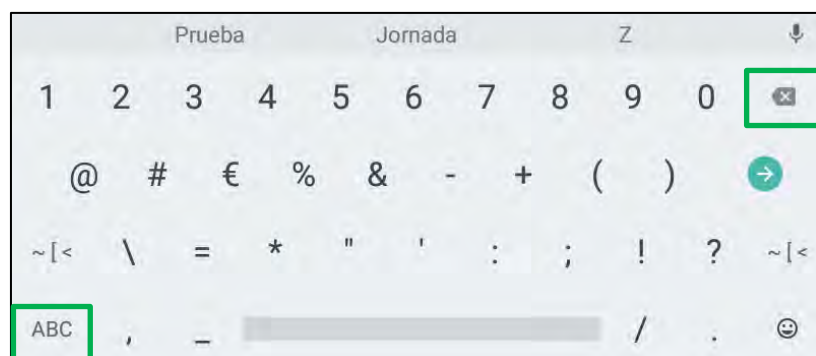 Prueba Jornada Z
1 2 3 4 5 6 7 8 9 0
@ # € % & - + ( )
~[< \ = * " ' : ; ! ? ~[<
ABC , _ / .